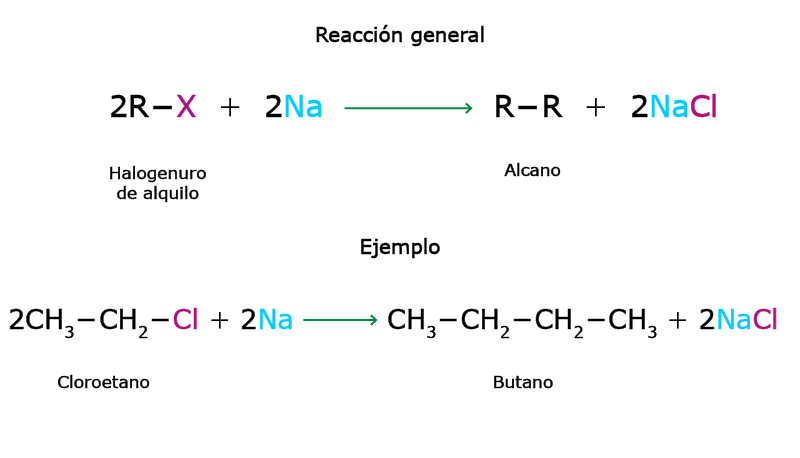 Reacción general
2R–X + 2Na → R–R + 2NaCl
Halogenuro
de alquilo
Alcano
Ejemplo
2CH₃–CH₂–Cl + 2Na → CH₃–CH₂–CH₂–CH₃ + 2NaCl
Cloroetano
Butano